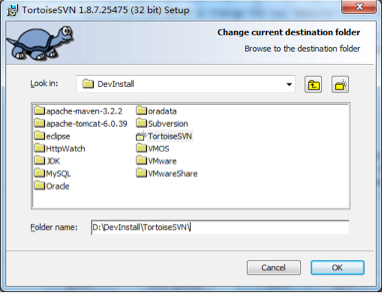 TortoiseSVN 1.8.7.25475 (32 bit) Setup
Change current destination folder
Browse to the destination folder
Look in: DevInstall
apache-maven-3.2.2 oradata
apache-tomcat-6.0.39 Subversion
eclipse TortoiseSVN
HttpWatch VMOS
JDK VMware
MySQL VMwareShare
Oracle
Folder name: D:\DevInstall\TortoiseSVN\
Cancel OK